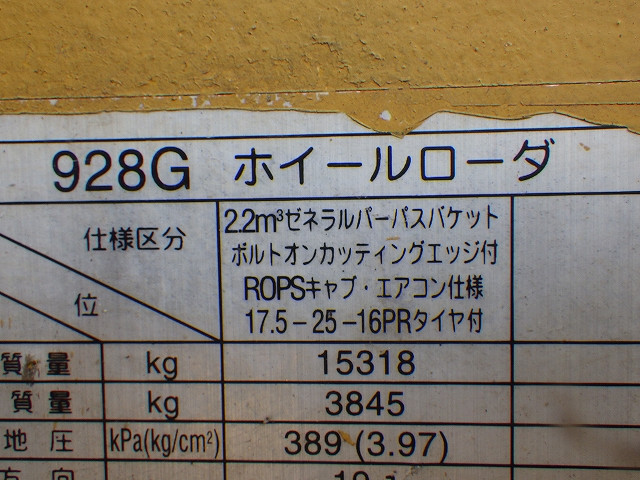 928G ホイールローダ
仕様区分
位
2.2m³ゼネラルパーパスバケット
ボルトオンカッティングエッジ付
ROPSキャブ・エアコン仕様
17.5－25－16PRタイヤ付
質量 kg 15318
質量 kg 3845
地圧 kPa(kg/cm²) 389 (3.97)
方向